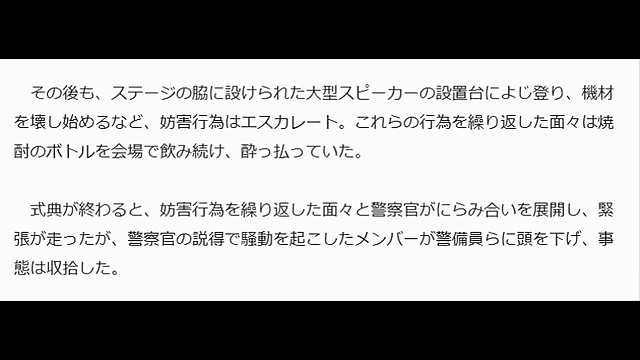 その後も、ステージの脇に設けられた大型スピーカーの設置台によじ登り、機材
を壊し始めるなど、妨害行為はエスカレート。これらの行為を繰り返した面々は焼
酎のボトルを会場で飲み続け、酔っ払っていた。
式典が終わると、妨害行為を繰り返した面々と警察官がにらみ合いを展開し、緊
張が走ったが、警察官の説得で騒動を起こしたメンバーが警備員らに頭を下げ、事
態は収拾した。